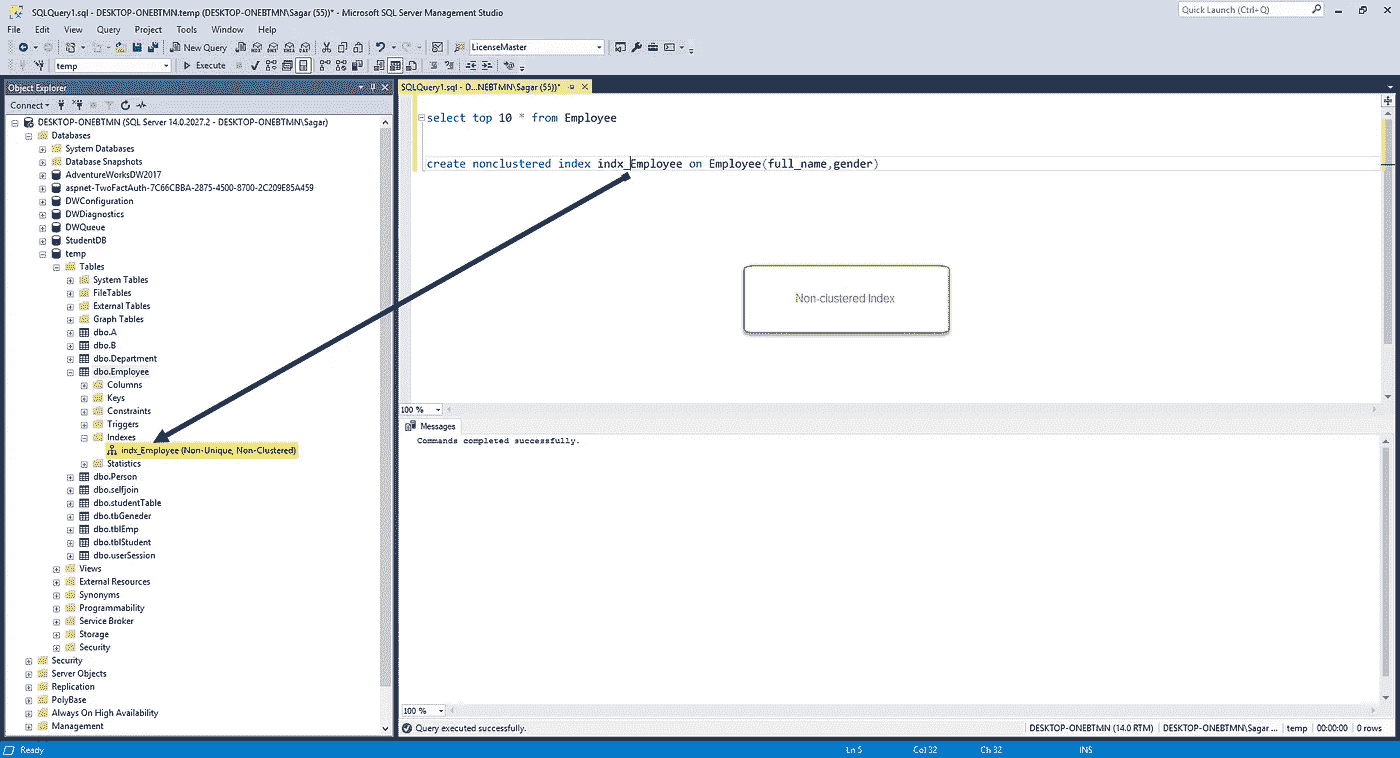 SQLQuery1.sql - DESKTOP-ONEBTMN.temp (DESKTOP-ONEBTMN\Sagar (55))* - Microsoft SQL Server Management Studio
Quick Launch (Ctrl+Q)
File Edit View Query Project Tools Window Help
New Query
LicenseMaster
temp
Execute
Object Explorer
Connect
DESKTOP-ONEBTMN (SQL Server 14.0.2027.2 - DESKTOP-ONEBTMN\Sagar)
Databases
System Databases
Database Snapshots
AdventureWorksDW2017
aspnet-TwoFactAuth-7C66CBBA-2875-4500-8700-2C209E85A459
DWConfiguration
DWDiagnostics
DWQueue
StudentDB
temp
Tables
System Tables
FileTables
External Tables
Graph Tables
dbo.A
dbo.B
dbo.Department
dbo.Employee
Columns
Keys
Constraints
Triggers
Indexes
indx_Employee (Non-Unique, Non-Clustered)
Statistics
dbo.Person
dbo.selfjoin
dbo.studentTable
dbo.tbGeneder
dbo.tblEmp
dbo.tblStudent
dbo.userSession
Views
External Resources
Synonyms
Programmability
Service Broker
Storage
Security
Security
Server Objects
Replication
PolyBase
Always On High Availability
Management
SQLQuery1.sql - D...NEBTMN\Sagar (55))*
select top 10 * from Employee
create nonclustered index indx_Employee on Employee(full_name,gender)
Non-clustered Index
100 %
Messages
Commands completed successfully.
100 %
Query executed successfully.
DESKTOP-ONEBTMN (14.0 RTM) DESKTOP-ONEBTMN\Sagar ... temp 00:00:00 0 rows
Ready
Ln 5 Col 32 Ch 32 INS